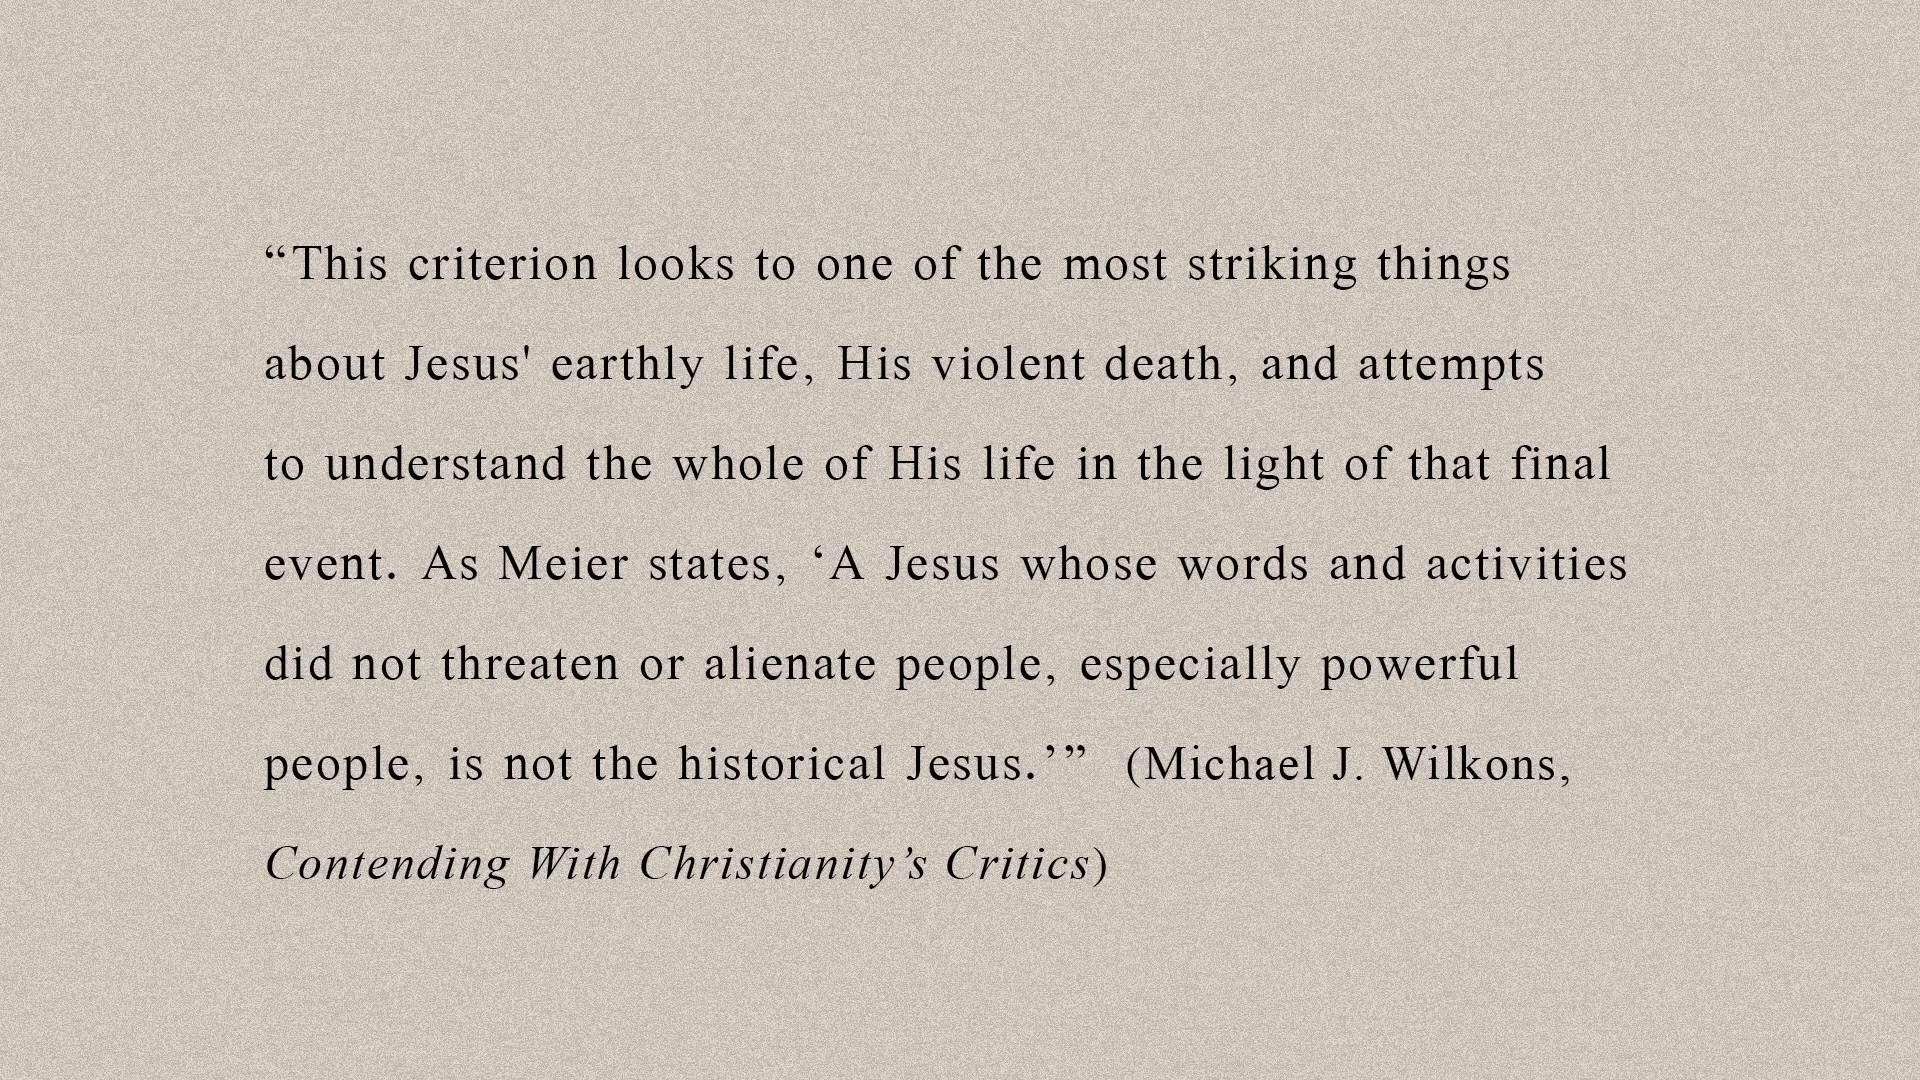 “This criterion looks to one of the most striking things
about Jesus' earthly life, His violent death, and attempts
to understand the whole of His life in the light of that final
event. As Meier states, ‘A Jesus whose words and activities
did not threaten or alienate people, especially powerful
people, is not the historical Jesus.’” (Michael J. Wilkons,
Contending With Christianity’s Critics)